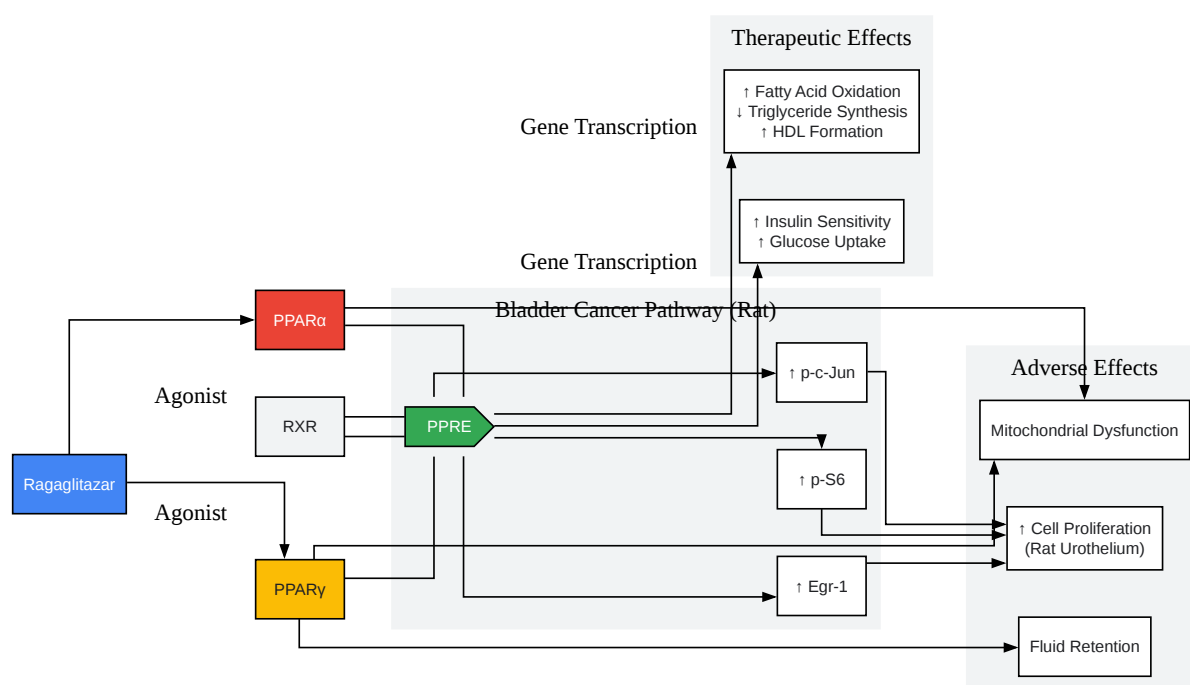 Therapeutic Effects
↑ Fatty Acid Oxidation
↓ Triglyceride Synthesis
↑ HDL Formation
Gene Transcription
↑ Insulin Sensitivity
↑ Glucose Uptake
Gene Transcription
Bladder Cancer Pathway (Rat)
PPARα
↑ p-c-Jun
Adverse Effects
Agonist
RXR
PPRE
Mitochondrial Dysfunction
Ragaglitazar
↑ p-S6
Agonist
↑ Cell Proliferation
(Rat Urothelium)
PPARγ
↑ Egr-1
Fluid Retention